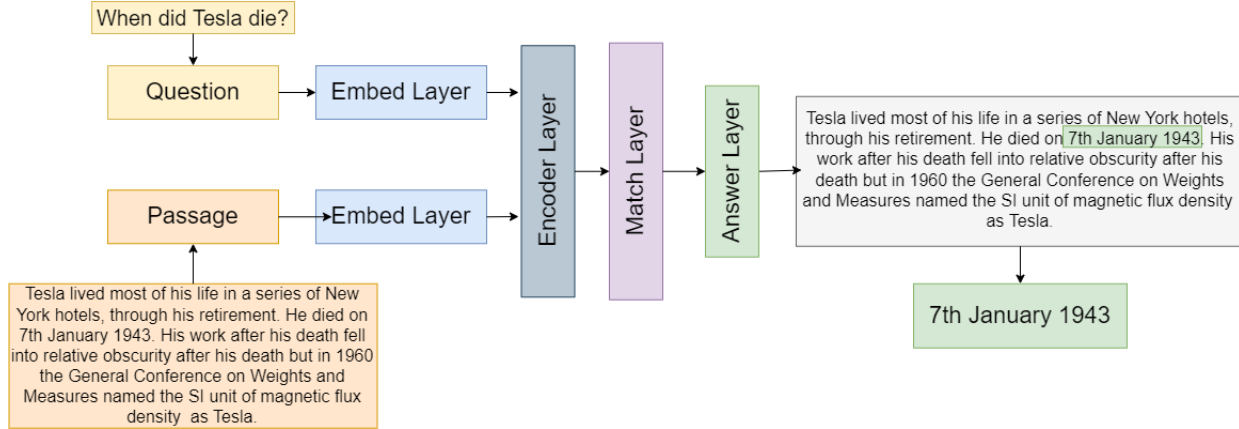 When did Tesla die?
Question
Embed Layer
Passage
Embed Layer
Tesla lived most of his life in a series of New
York hotels, through his retirement. He died on
7th January 1943. His work after his death fell
into relative obscurity after his death but in 1960
the General Conference on Weights and
Measures named the SI unit of magnetic flux
density as Tesla.
Encoder Layer
Match Layer
Answer Layer
Tesla lived most of his life in a series of New York hotels,
through his retirement. He died on 7th January 1943. His
work after his death fell into relative obscurity after his
death but in 1960 the General Conference on Weights
and Measures named the SI unit of magnetic flux density
as Tesla.
7th January 1943